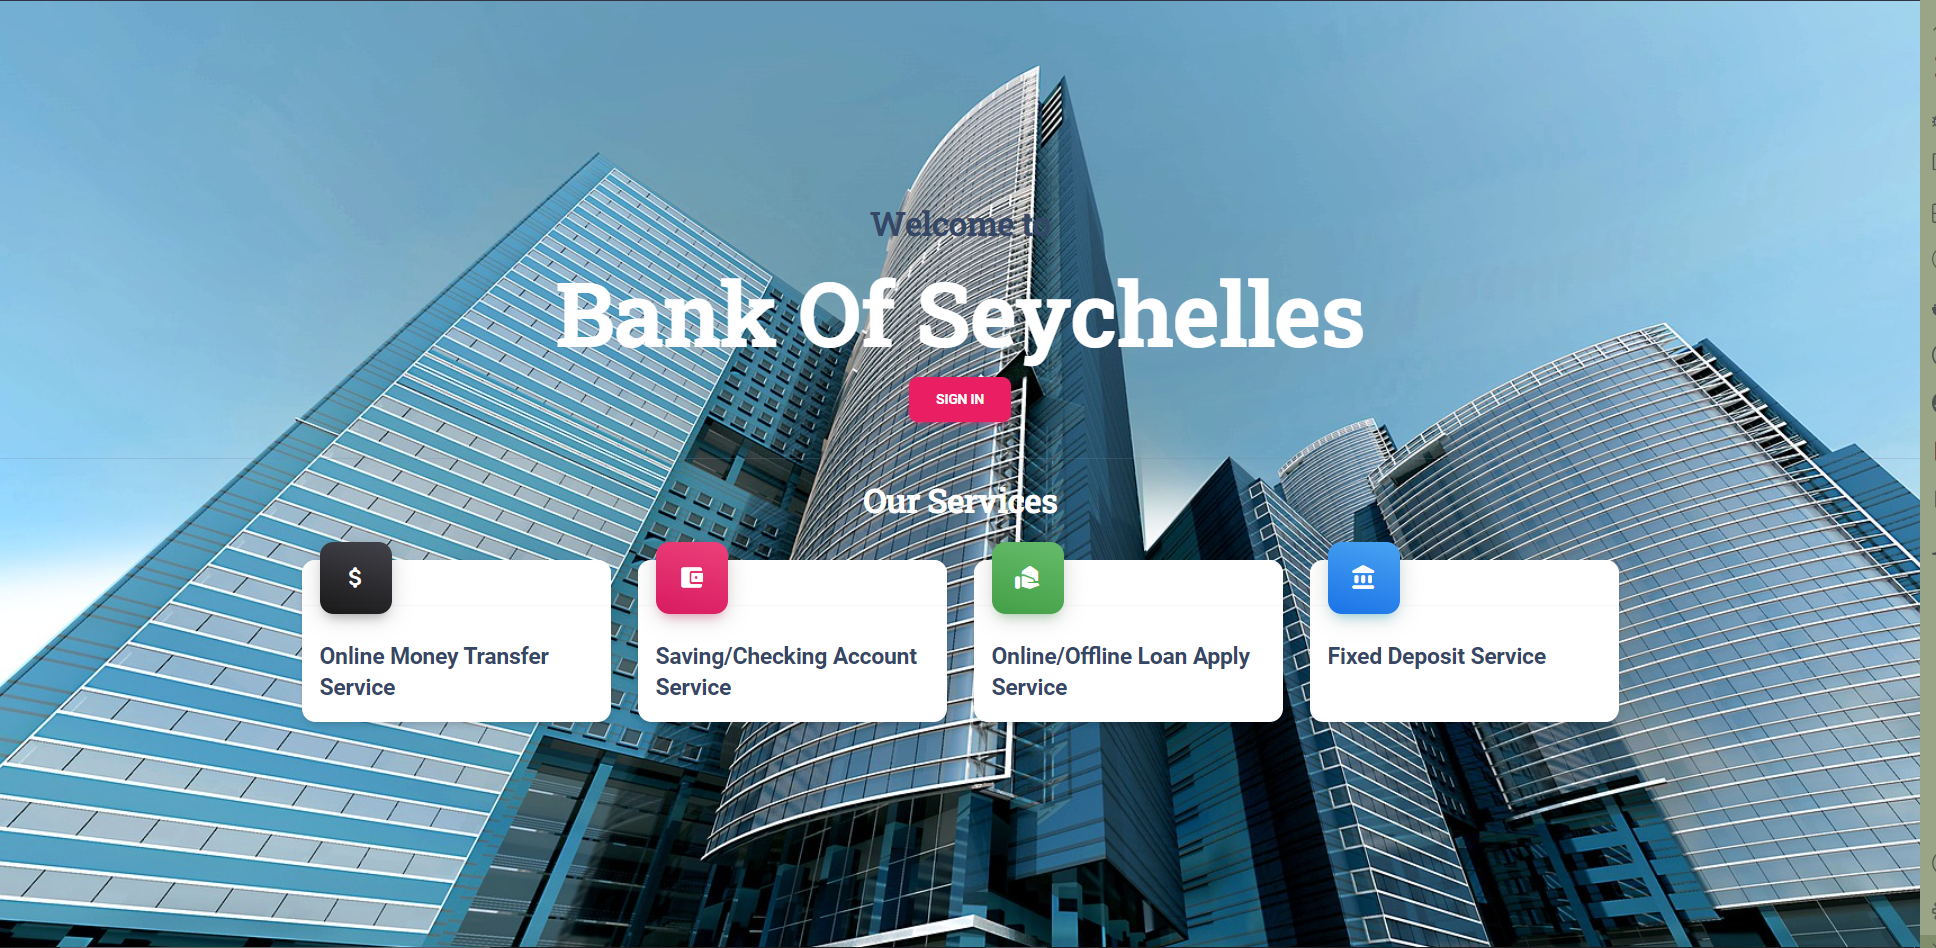 Welcome to
Bank Of Seychelles
SIGN IN
Our Services
Online Money Transfer
Service
Saving/Checking Account
Service
Online/Offline Loan Apply
Service
Fixed Deposit Service